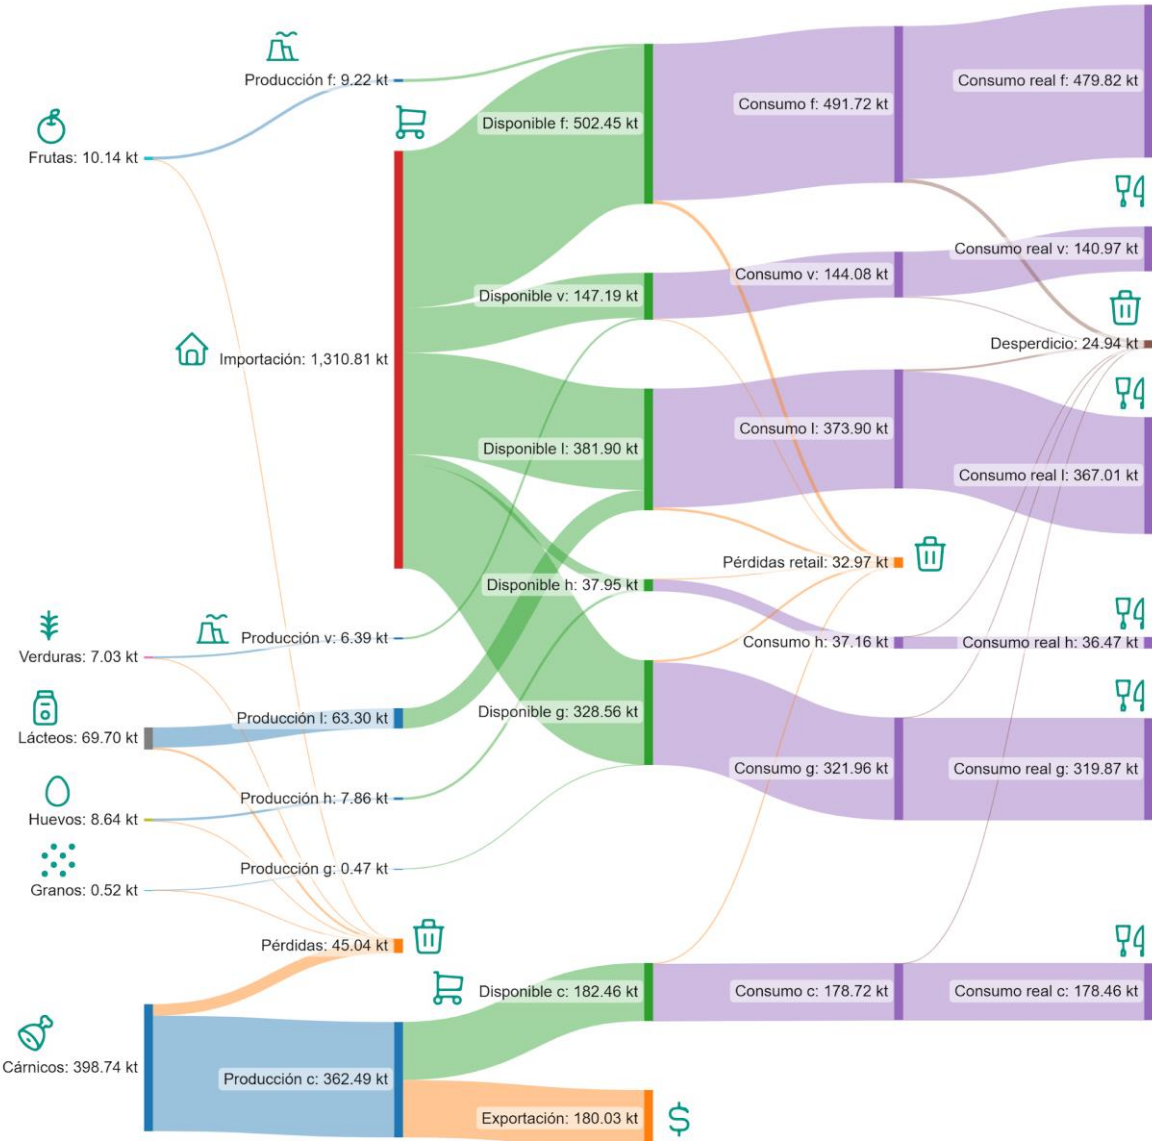 Producción f: 9.22 kt
Disponible f: 502.45 kt
Consumo f: 491.72 kt
Consumo real f: 479.82 kt
Frutas: 10.14 kt
Disponible v: 147.19 kt
Consumo v: 144.08 kt
Consumo real v: 140.97 kt
Importación: 1,310.81 kt
Desperdicio: 24.94 kt
Disponible l: 381.90 kt
Consumo l: 373.90 kt
Consumo real l: 367.01 kt
Pérdidas retail: 32.97 kt
Disponible h: 37.95 kt
Verduras: 7.03 kt
Producción v: 6.39 kt
Consumo h: 37.16 kt
Consumo real h: 36.47 kt
Lácteos: 69.70 kt
Producción l: 63.30 kt
Disponible g: 328.56 kt
Consumo g: 321.96 kt
Consumo real g: 319.87 kt
Huevos: 8.64 kt
Producción h: 7.86 kt
Granos: 0.52 kt
Producción g: 0.47 kt
Pérdidas: 45.04 kt
Disponible c: 182.46 kt
Consumo c: 178.72 kt
Consumo real c: 178.46 kt
Cárnicos: 398.74 kt
Producción c: 362.49 kt
Exportación: 180.03 kt
$